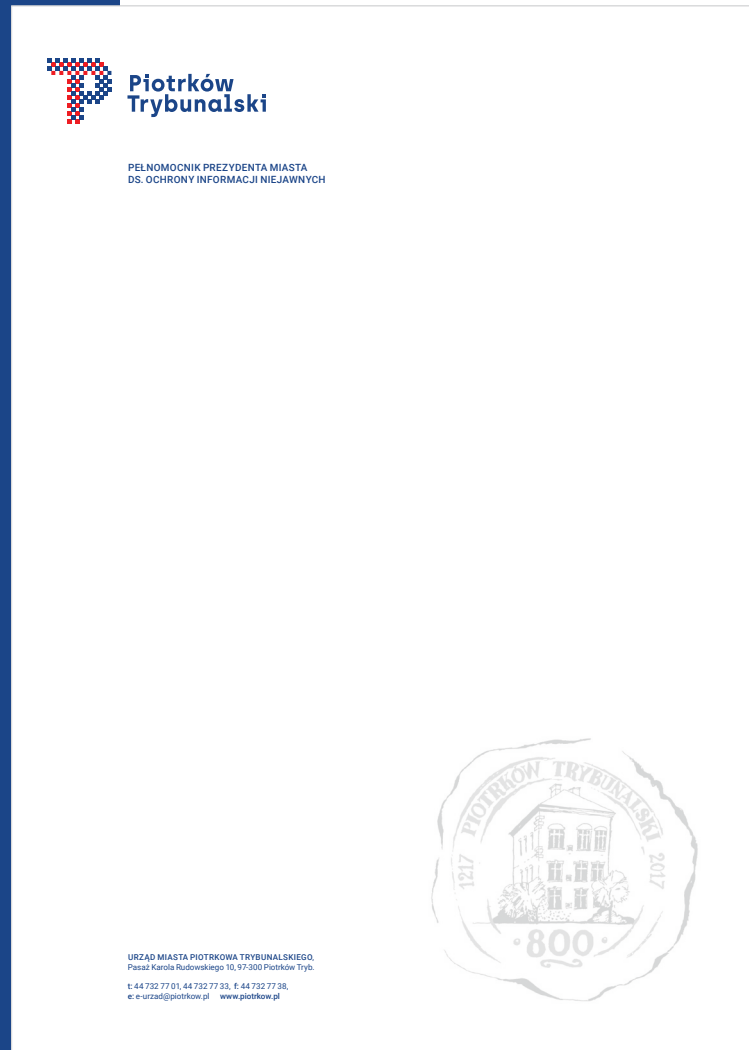 Piotrków
Trybunalski
PEŁNOMOCNIK PREZYDENTA MIASTA
DS. OCHRONY INFORMACJI NIEJAWNYCH
PIOTRKÓW TRYBUNALSKI
1217
2017
800
URZĄD MIASTA PIOTRKOWA TRYBUNALSKIEGO,
Pasaż Karola Rudowskiego 10, 97-300 Piotrków Tryb.
t: 44 732 77 01, 44 732 77 33, f: 44 732 77 38,
e: e-urzad@piotrkow.pl www.piotrkow.pl